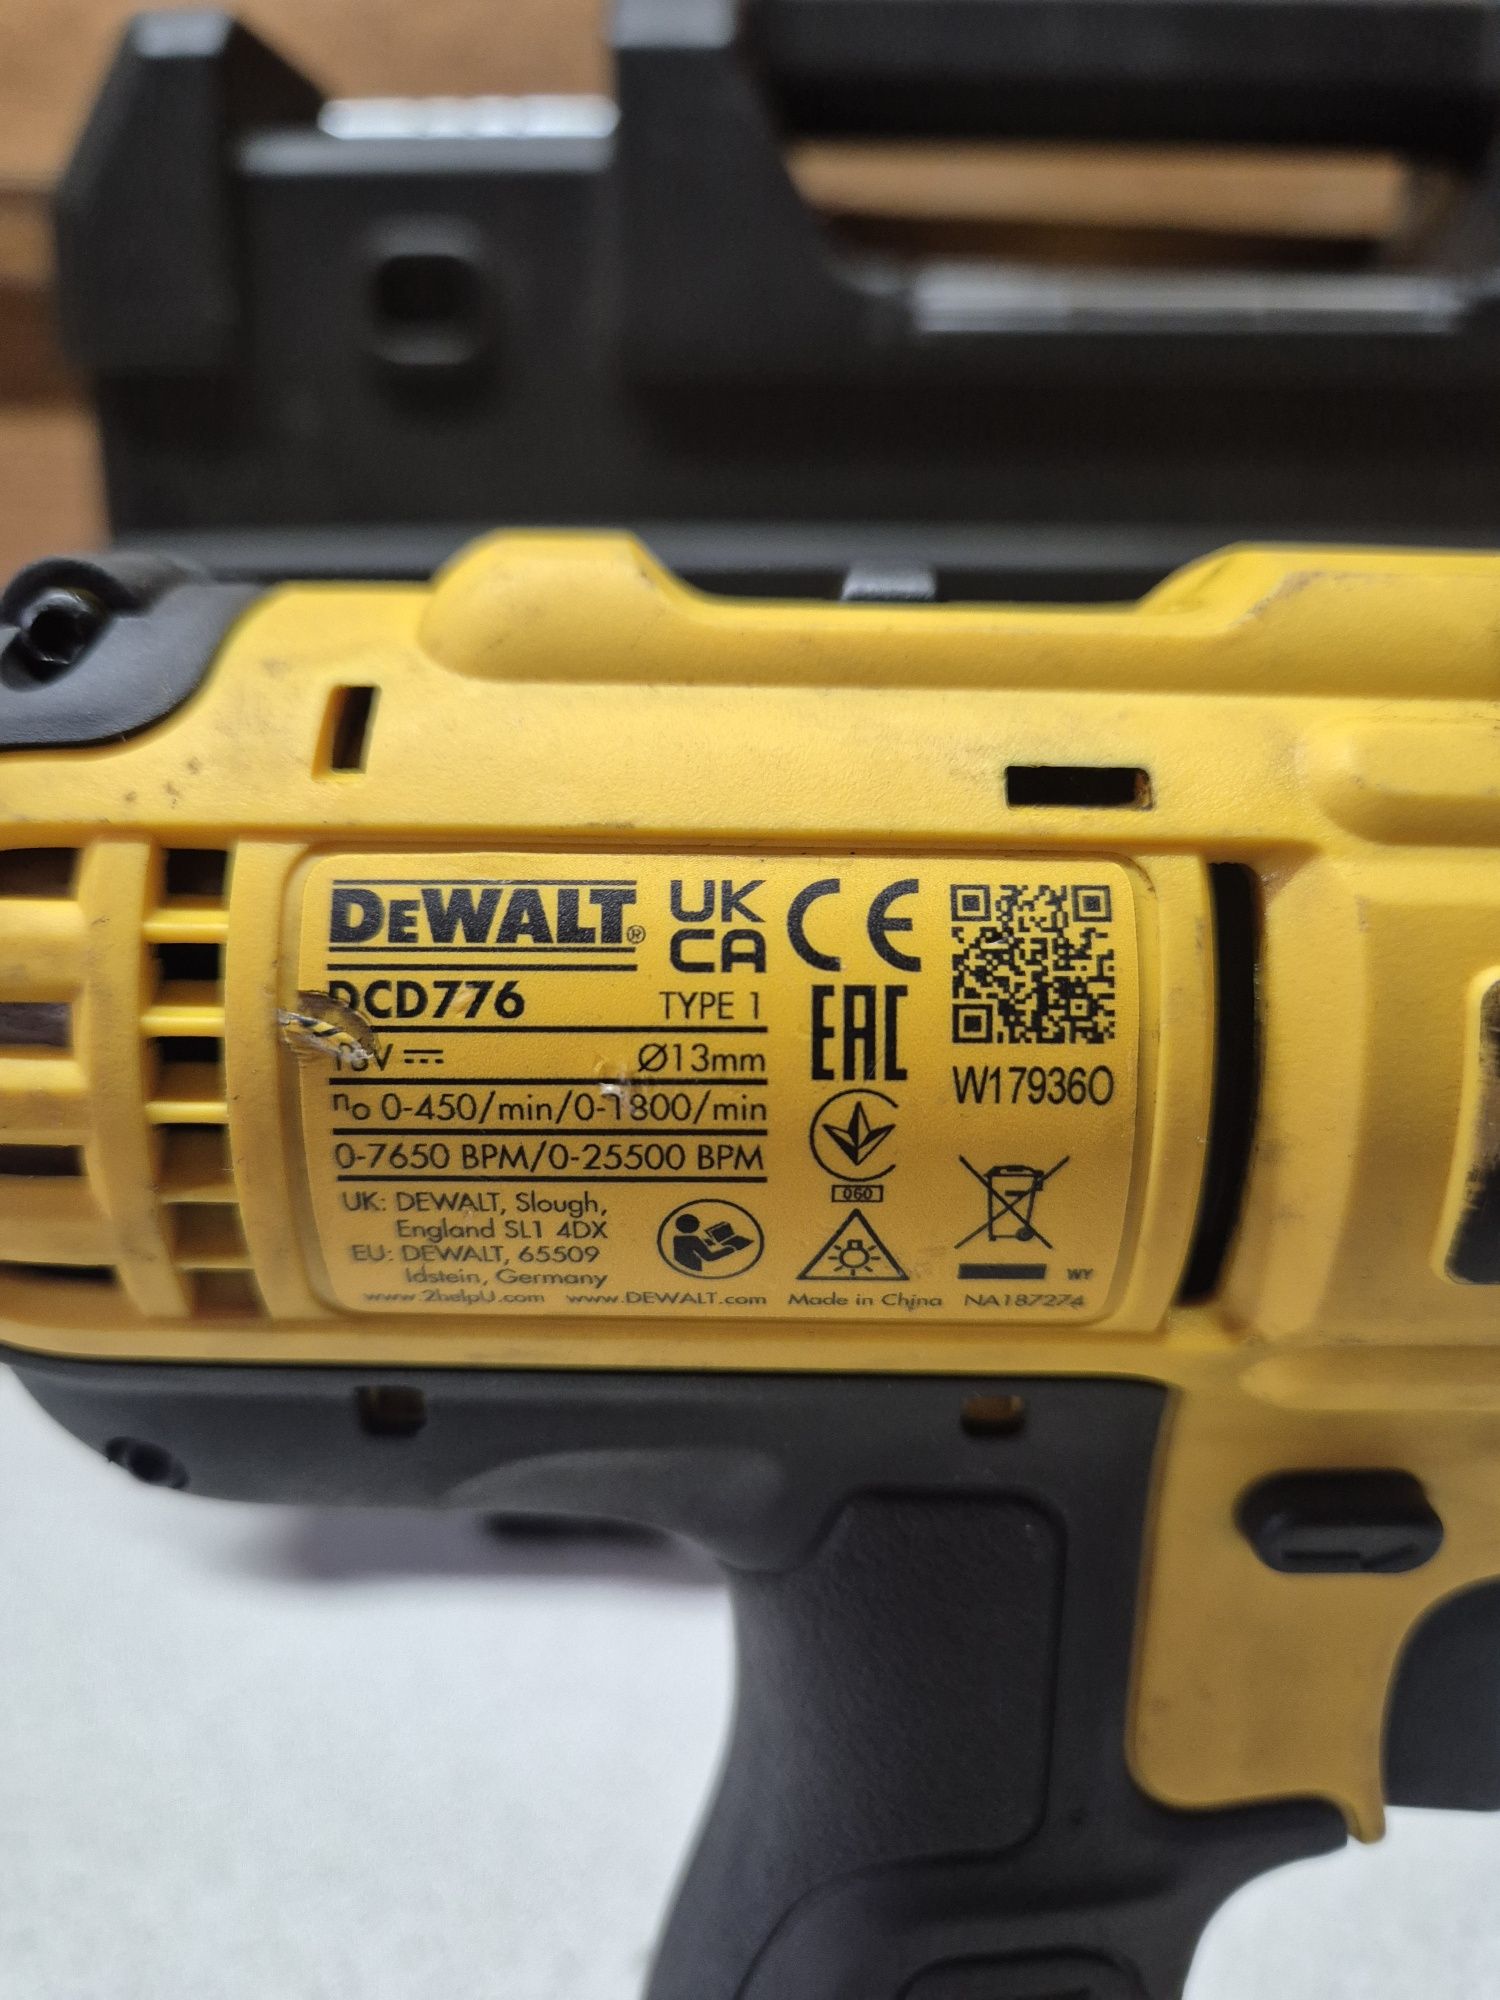 DEWALT®
DCD776 TYPE 1
18V Ø13mm
n₀ 0-450/min/0-1800/min
0-7650 BPM/0-25500 BPM
UK: DEWALT, Slough,
England SL1 4DX
EU: DEWALT, 65509
Idstein, Germany
www.2helpU.com www.DEWALT.com Made in China NA187274
UK
CA
CE
EAC
060
W179360
WY